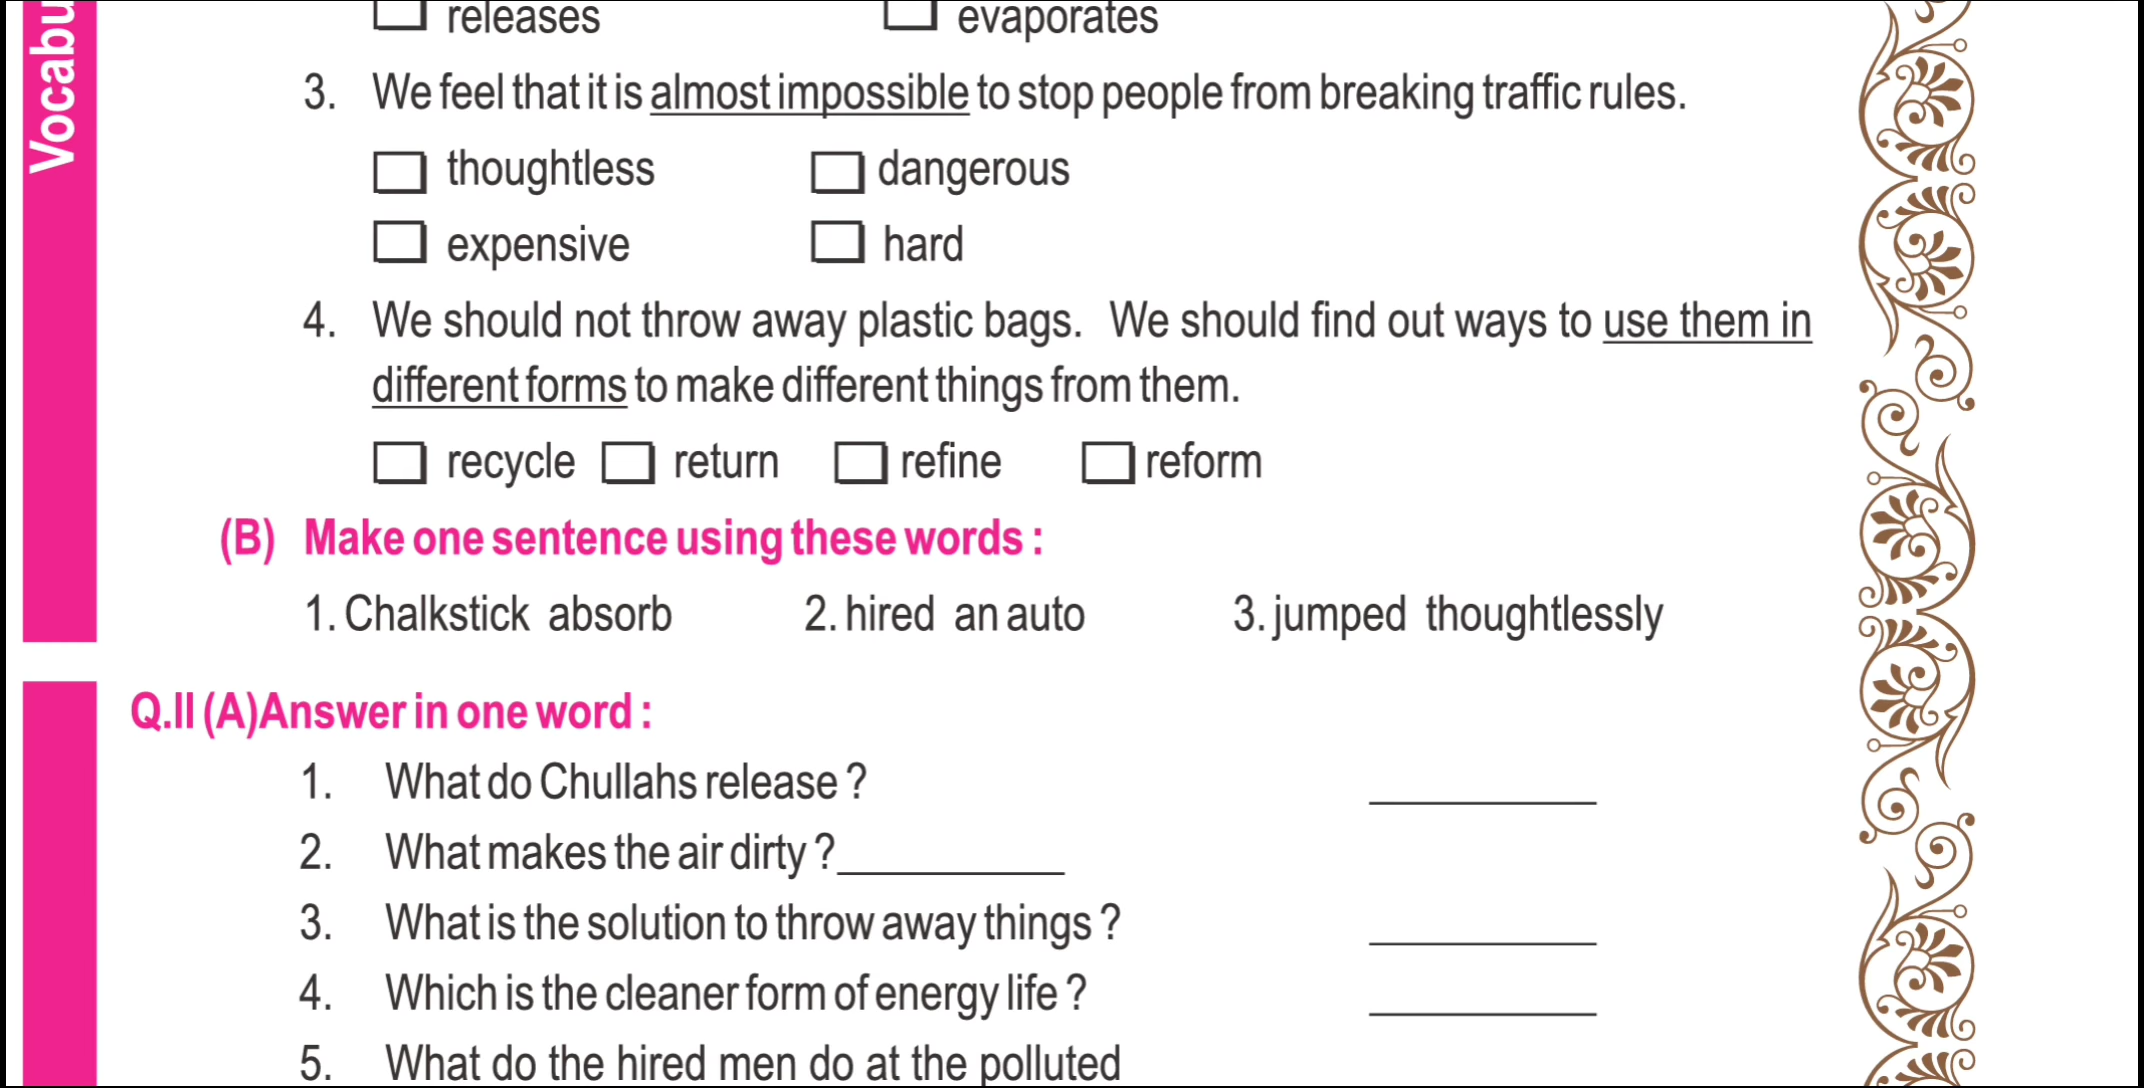 Vocabu
releases evaporates
3. We feel that it is almost impossible to stop people from breaking traffic rules.
thoughtless dangerous
expensive hard
4. We should not throw away plastic bags. We should find out ways to use them in
different forms to make different things from them.
recycle return refine reform
(B) Make one sentence using these words :
1. Chalkstick absorb 2. hired an auto 3. jumped thoughtlessly
Q.II (A)Answer in one word :
1. What do Chullahs release ? __________
2. What makes the air dirty ?__________
3. What is the solution to throw away things ? __________
4. Which is the cleaner form of energy life ? __________
5. What do the hired men do at the polluted